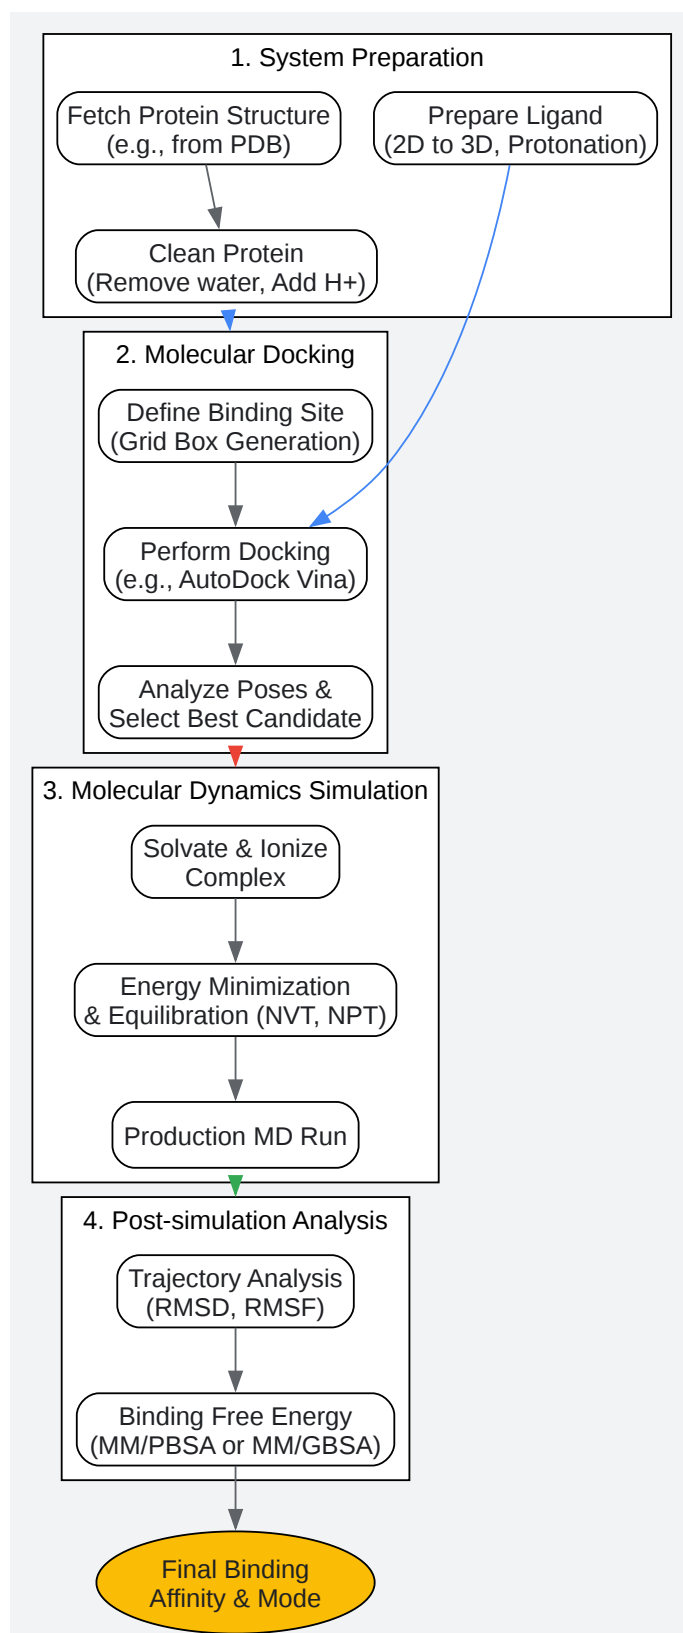 1. System Preparation
Fetch Protein Structure
(e.g., from PDB)
Prepare Ligand
(2D to 3D, Protonation)
Clean Protein
(Remove water, Add H+)
2. Molecular Docking
Define Binding Site
(Grid Box Generation)
Perform Docking
(e.g., AutoDock Vina)
Analyze Poses &
Select Best Candidate
3. Molecular Dynamics Simulation
Solvate & Ionize
Complex
Energy Minimization
& Equilibration (NVT, NPT)
Production MD Run
4. Post-simulation Analysis
Trajectory Analysis
(RMSD, RMSF)
Binding Free Energy
(MM/PBSA or MM/GBSA)
Final Binding
Affinity & Mode